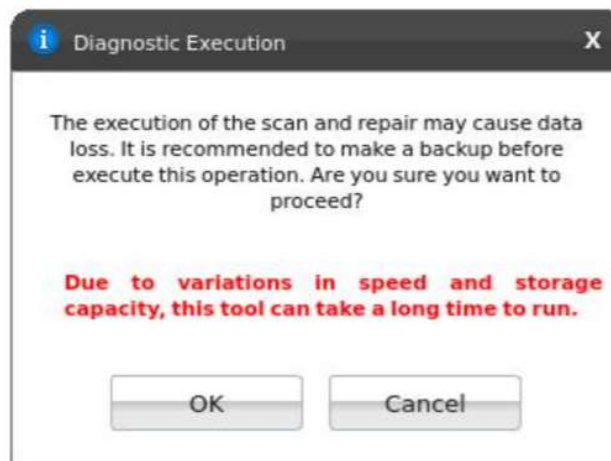 Diagnostic Execution X
The execution of the scan and repair may cause data
loss. It is recommended to make a backup before
execute this operation. Are you sure you want to
proceed?
Due to variations in speed and storage
capacity, this tool can take a long time to run.
OK Cancel